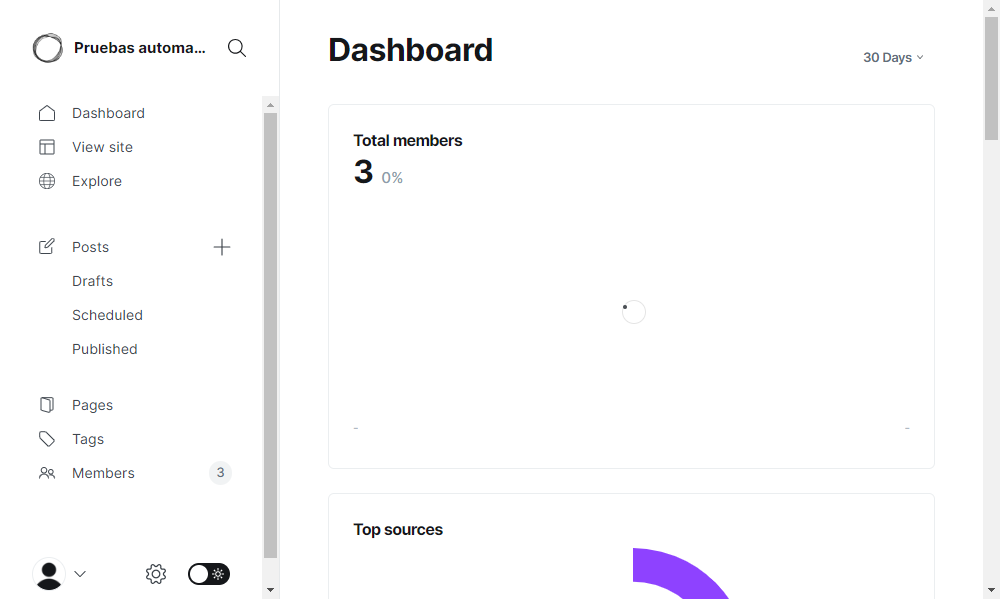 Pruebas automa...
Dashboard
View site
Explore
Posts
Drafts
Scheduled
Published
Pages
Tags
Members 3
Dashboard
30 Days
Total members
3 0%
- -
Top sources